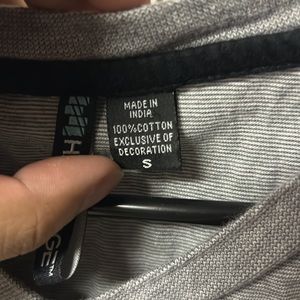 MADE IN
INDIA
100%COTTON
EXCLUSIVE OF
DECORATION
S